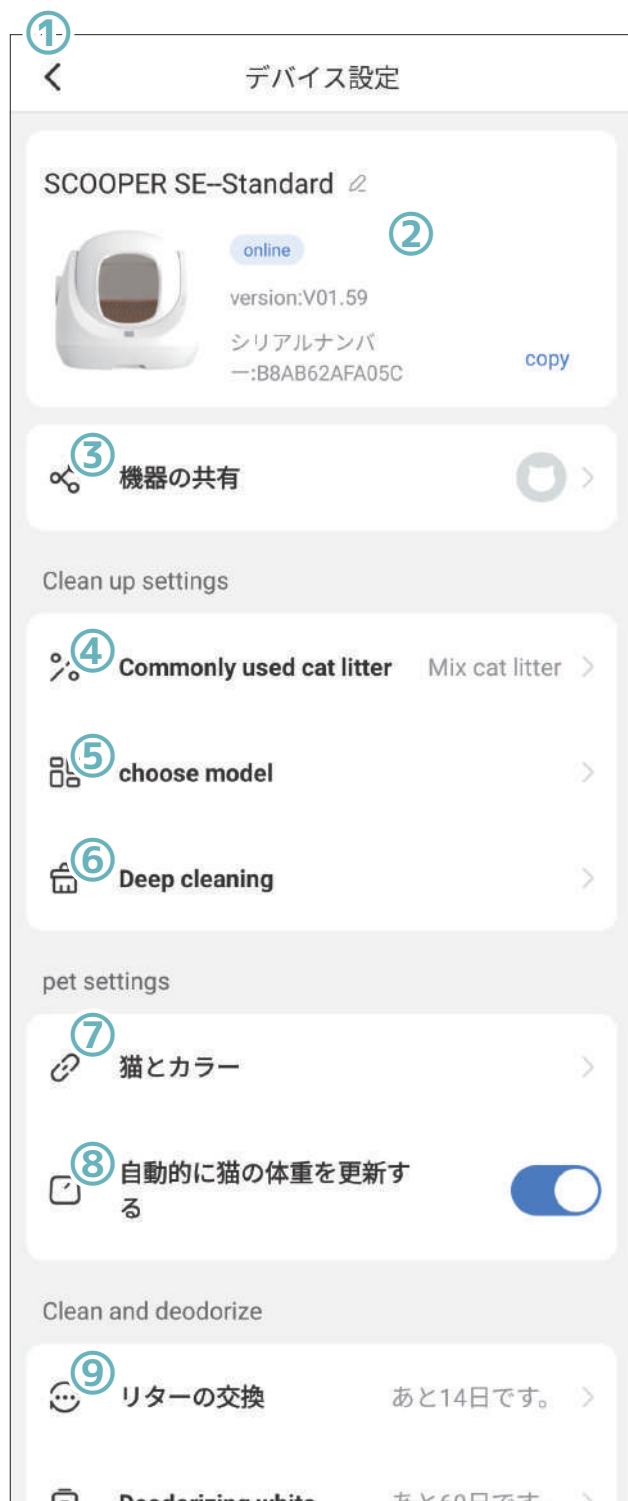 ①
デバイス設定
SCOOPER SE–Standard
②
online
version:V01.59
シリアルナンバ
ー:B8AB62AFA05C
copy
③
機器の共有
Clean up settings
④
Commonly used cat litter Mix cat litter
⑤
choose model
⑥
Deep cleaning
pet settings
⑦
猫とカラー
⑧
自動的に猫の体重を更新す
る
Clean and deodorize
⑨
リターの交換 あと14日です。